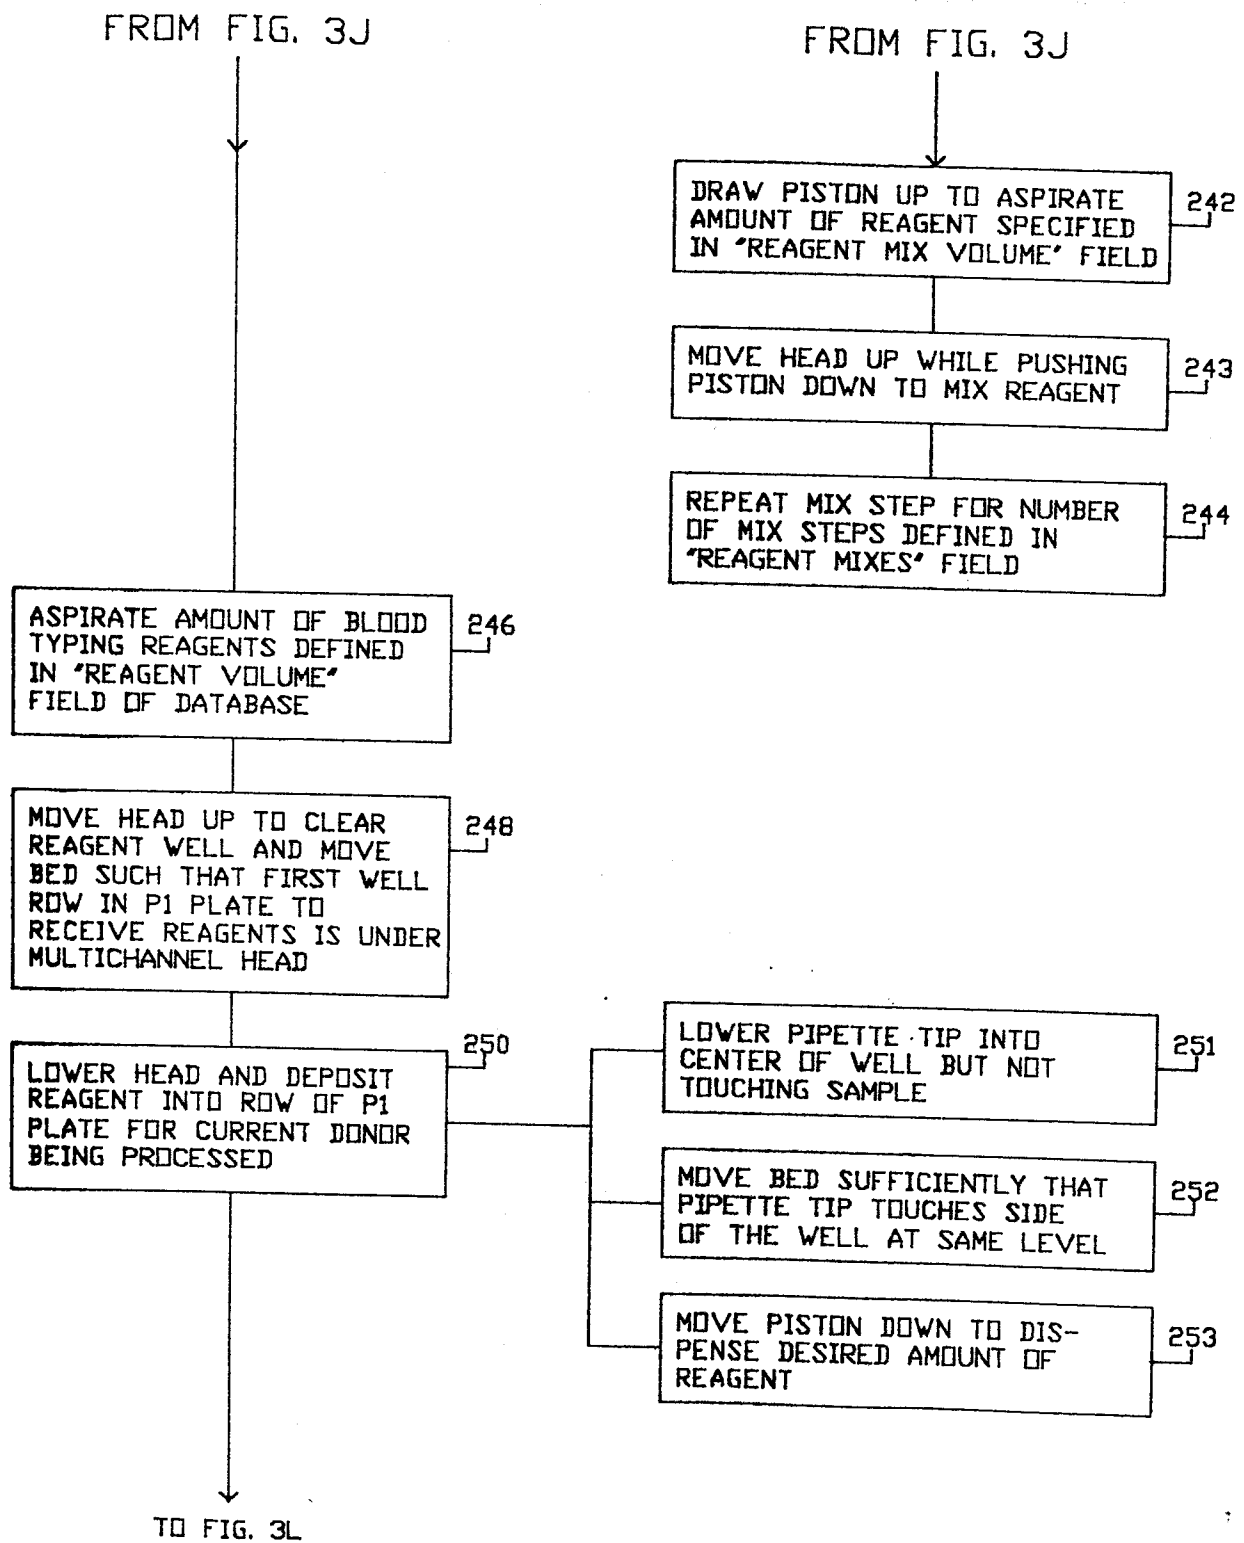 FROM FIG. 3J
FROM FIG. 3J
DRAW PISTON UP TO ASPIRATE
AMOUNT OF REAGENT SPECIFIED
IN "REAGENT MIX VOLUME" FIELD
242
MOVE HEAD UP WHILE PUSHING
PISTON DOWN TO MIX REAGENT
243
REPEAT MIX STEP FOR NUMBER
OF MIX STEPS DEFINED IN
"REAGENT MIXES" FIELD
244
ASPIRATE AMOUNT OF BLOOD
TYPING REAGENTS DEFINED
IN "REAGENT VOLUME"
FIELD OF DATABASE
246
MOVE HEAD UP TO CLEAR
REAGENT WELL AND MOVE
BED SUCH THAT FIRST WELL
ROW IN P1 PLATE TO
RECEIVE REAGENTS IS UNDER
MULTICHANNEL HEAD
248
LOWER HEAD AND DEPOSIT
REAGENT INTO ROW OF P1
PLATE FOR CURRENT DONOR
BEING PROCESSED
250
LOWER PIPETTE TIP INTO
CENTER OF WELL BUT NOT
TOUCHING SAMPLE
251
MOVE BED SUFFICIENTLY THAT
PIPETTE TIP TOUCHES SIDE
OF THE WELL AT SAME LEVEL
252
MOVE PISTON DOWN TO DIS-
PENSE DESIRED AMOUNT OF
REAGENT
253
TO FIG. 3L